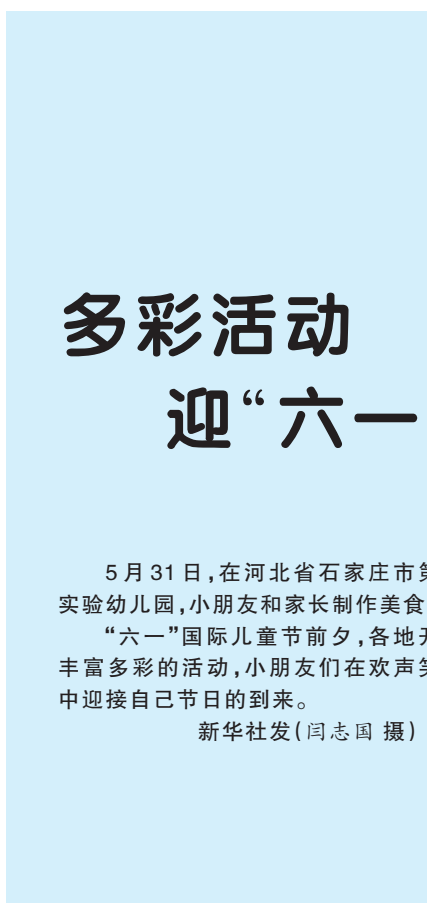 多彩活动
迎“六一
5月31日,在河北省石家庄市
实验幼儿园,小朋友和家长制作美食
“六一”国际儿童节前夕,各地
丰富多彩的活动,小朋友们在欢声
中迎接自己节日的到来。
新华社发(闫志国 摄)